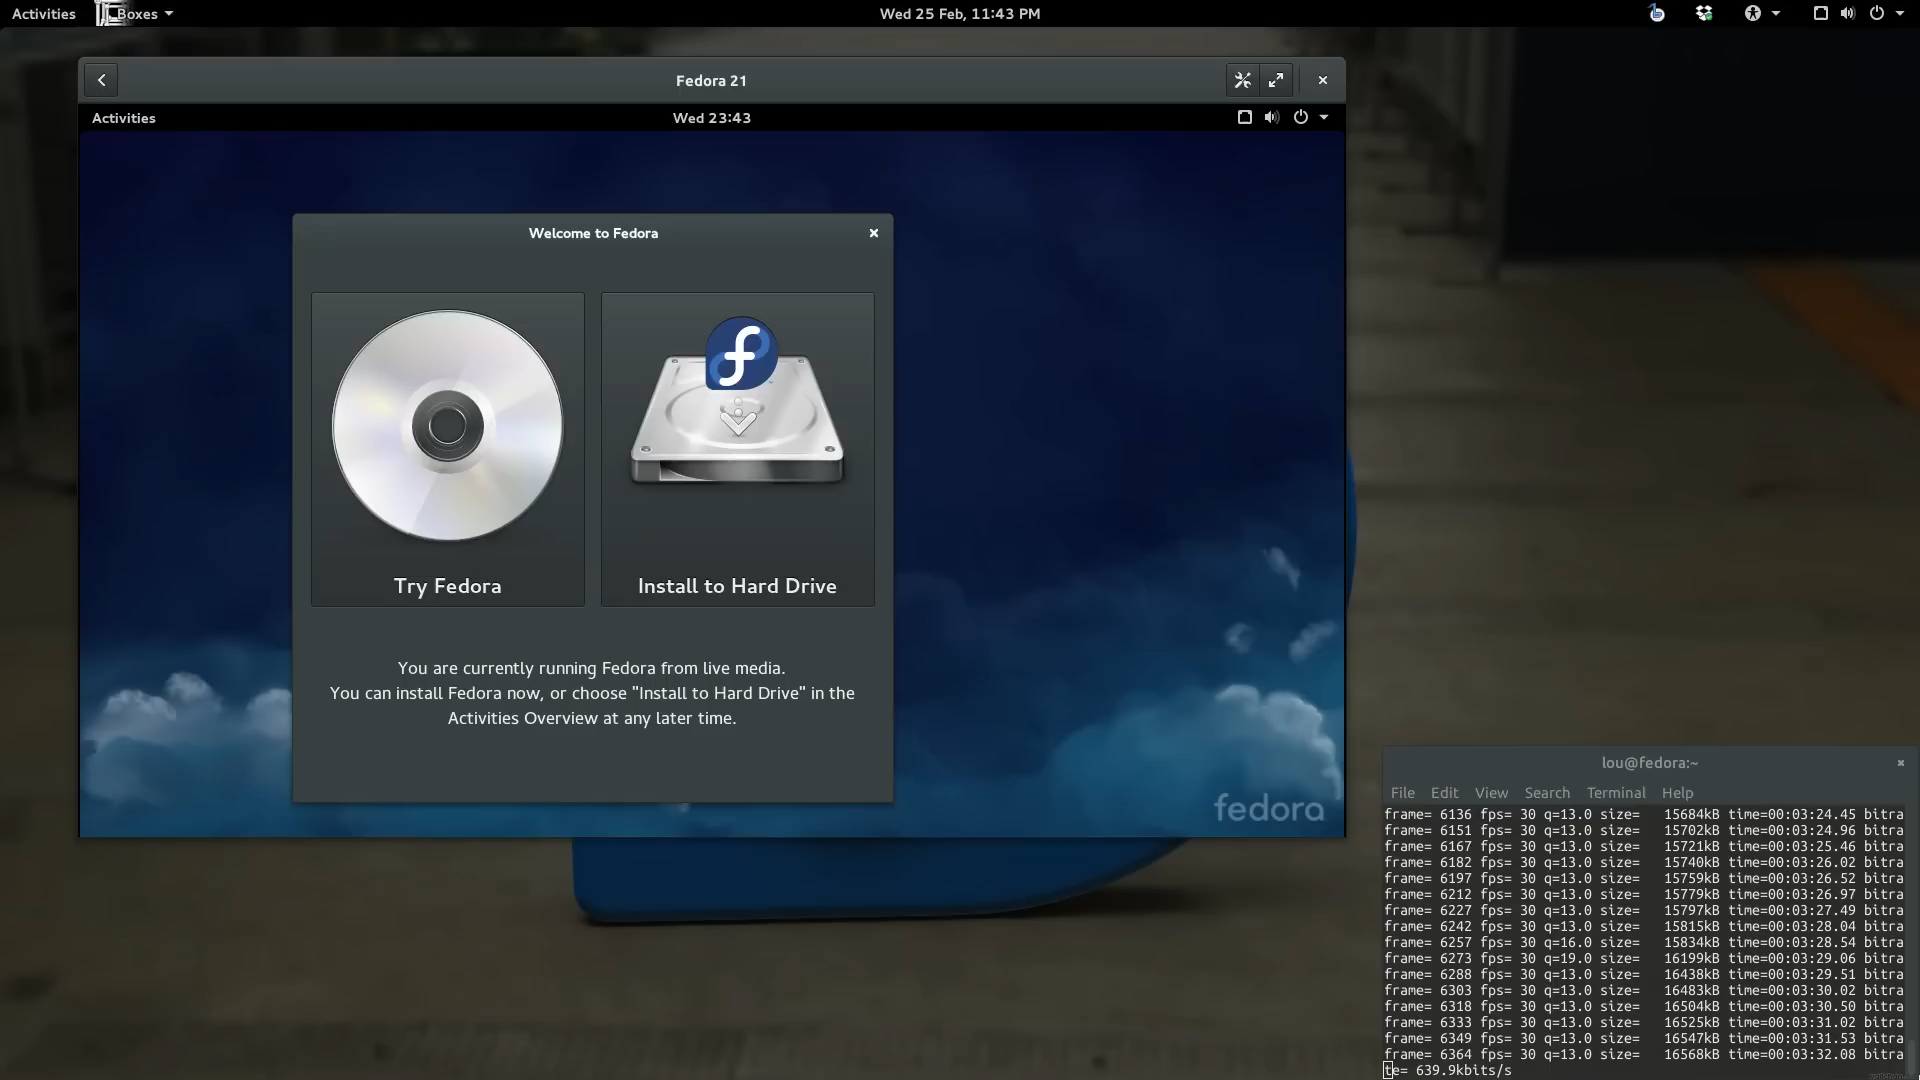 Activities
Boxes
Wed 25 Feb, 11:43 PM
Fedora 21
Activities
Wed 23:43
Welcome to Fedora
Try Fedora
Install to Hard Drive
You are currently running Fedora from live media.
You can install Fedora now, or choose "Install to Hard Drive" in the
Activities Overview at any later time.
fedora
lou@fedora:~
File Edit View Search Terminal Help
frame= 6136 fps= 30 q=13.0 size=   15684kB time=00:03:24.45 bitra
frame= 6151 fps= 30 q=13.0 size=   15702kB time=00:03:24.96 bitra
frame= 6167 fps= 30 q=13.0 size=   15721kB time=00:03:25.46 bitra
frame= 6182 fps= 30 q=13.0 size=   15740kB time=00:03:26.02 bitra
frame= 6197 fps= 30 q=13.0 size=   15759kB time=00:03:26.52 bitra
frame= 6212 fps= 30 q=13.0 size=   15779kB time=00:03:26.97 bitra
frame= 6227 fps= 30 q=13.0 size=   15797kB time=00:03:27.49 bitra
frame= 6242 fps= 30 q=13.0 size=   15815kB time=00:03:28.04 bitra
frame= 6257 fps= 30 q=16.0 size=   15834kB time=00:03:28.54 bitra
frame= 6273 fps= 30 q=19.0 size=   16199kB time=00:03:29.06 bitra
frame= 6288 fps= 30 q=13.0 size=   16438kB time=00:03:29.51 bitra
frame= 6303 fps= 30 q=13.0 size=   16483kB time=00:03:30.02 bitra
frame= 6318 fps= 30 q=13.0 size=   16504kB time=00:03:30.50 bitra
frame= 6333 fps= 30 q=13.0 size=   16525kB time=00:03:31.02 bitra
frame= 6349 fps= 30 q=13.0 size=   16547kB time=00:03:31.53 bitra
frame= 6364 fps= 30 q=13.0 size=   16568kB time=00:03:32.08 bitra
te= 639.9kbits/s